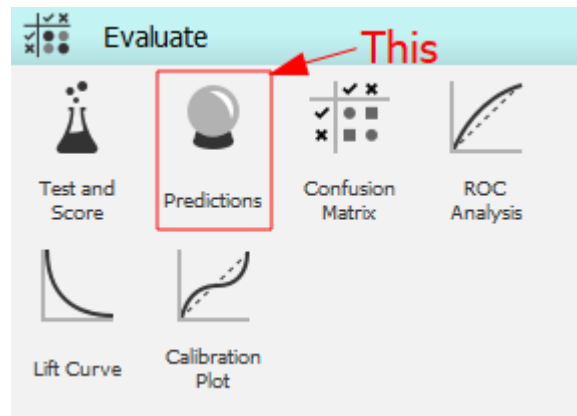 Evaluate
This
Test and
Score
Predictions
Confusion
Matrix
ROC
Analysis
Lift Curve
Calibration
Plot